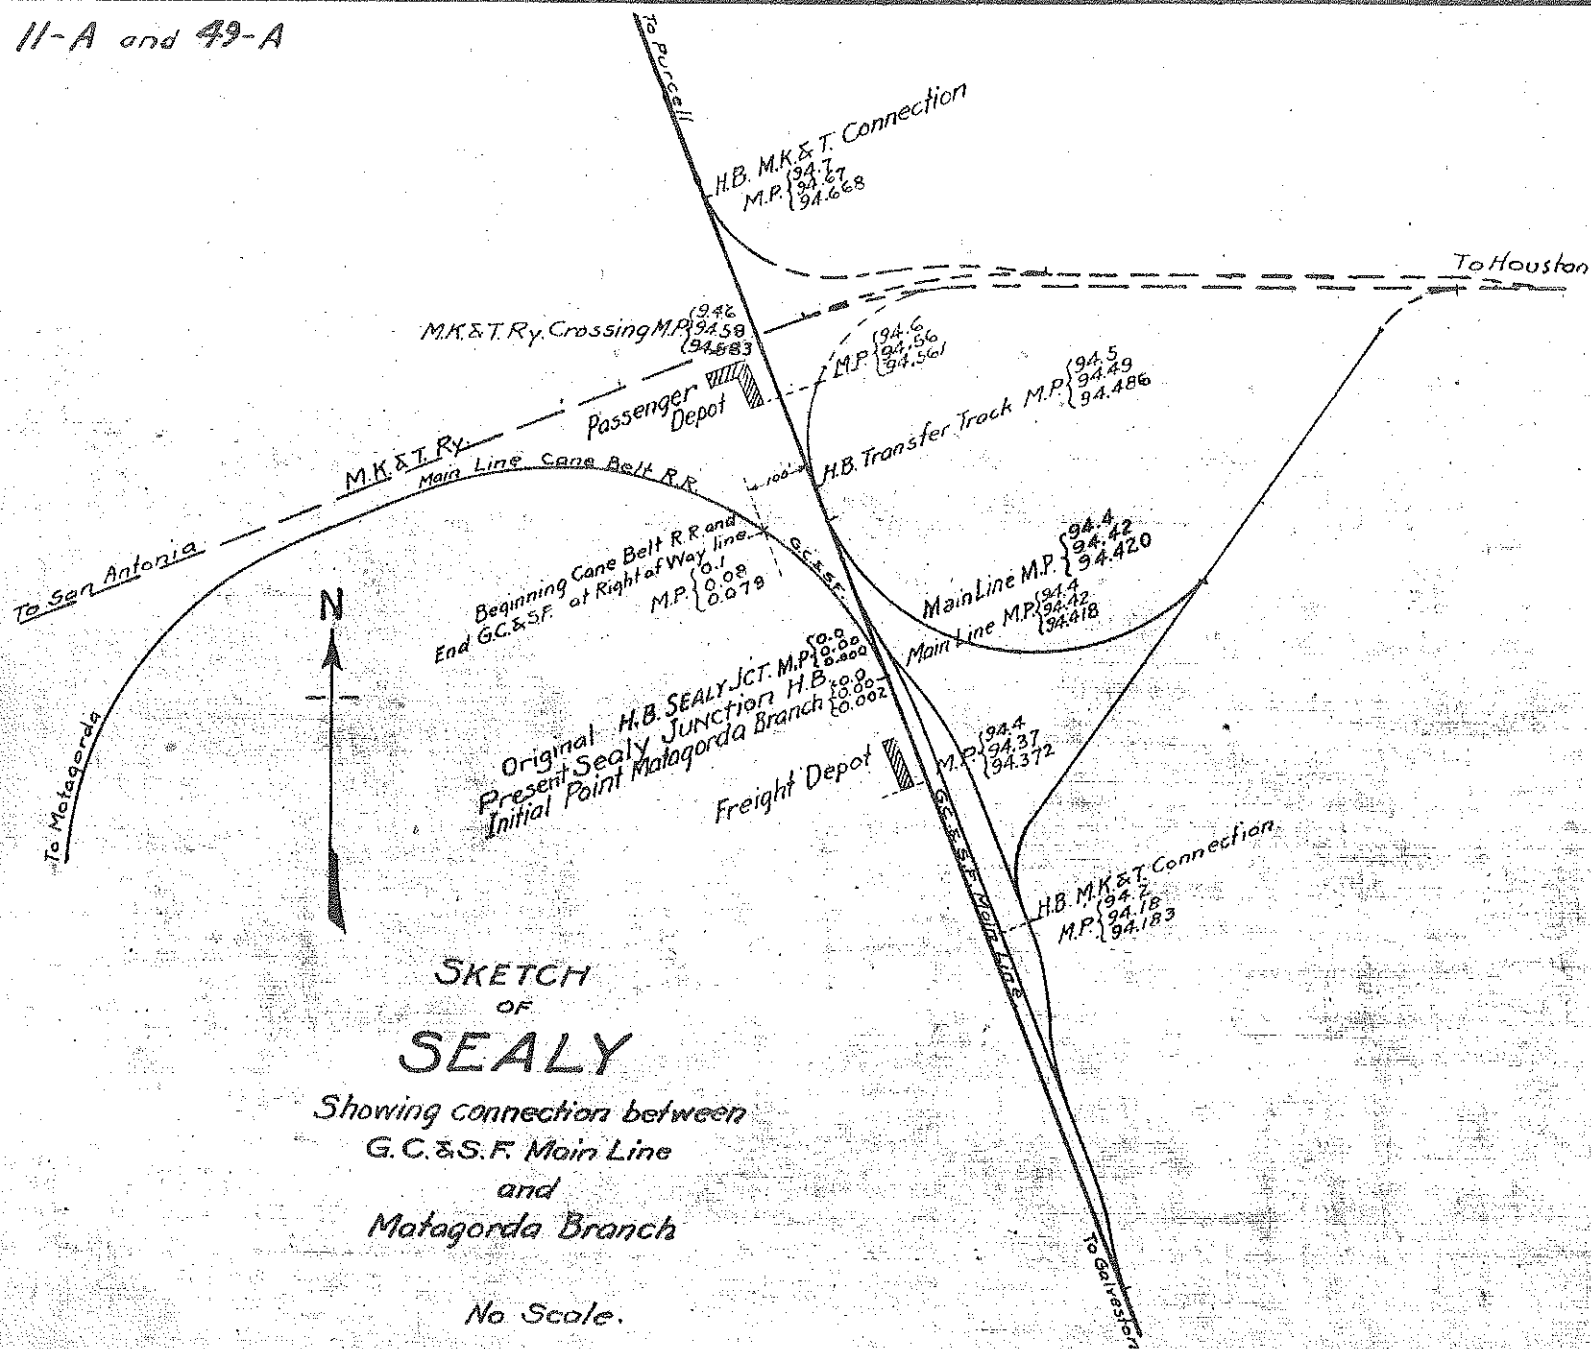 11-A and 49-A
To Purcell
H.B. M.K.& T. Connection
M.P. {94.7
94.67
94.668
To Houston
M.K.& T. Ry. Crossing M.P. {94.6
94.58
94.583
M.P. {94.6
94.56
94.561
Passenger
Depot
H.B. Transfer Track M.P. {94.5
94.49
94.486
M.K.& T. Ry.
Main Line Cane Belt R.R.
100'
To San Antonia
Beginning Cane Belt R.R. and
End G.C.& S.F. at Right of Way line
M.P. {0.1
0.08
0.079
G.C.& S.F.
Main Line M.P. {94.4
94.42
94.420
Main Line M.P. {94.4
94.42
94.418
N
Original H.B. SEALY JCT. M.P. {0.0
0.00
0.000
Present Sealy Junction H.B. {0.0
Initial Point Matagorda Branch {0.00
0.002
To Matagorda
Freight Depot
M.P. {94.4
94.37
94.372
G.C.& S.F. Main Line
H.B. M.K.& T. Connection
M.P. {94.2
94.18
94.183
SKETCH
OF
SEALY
Showing connection between
G.C.&S.F. Main Line
and
Matagorda Branch
No Scale.
To Galveston